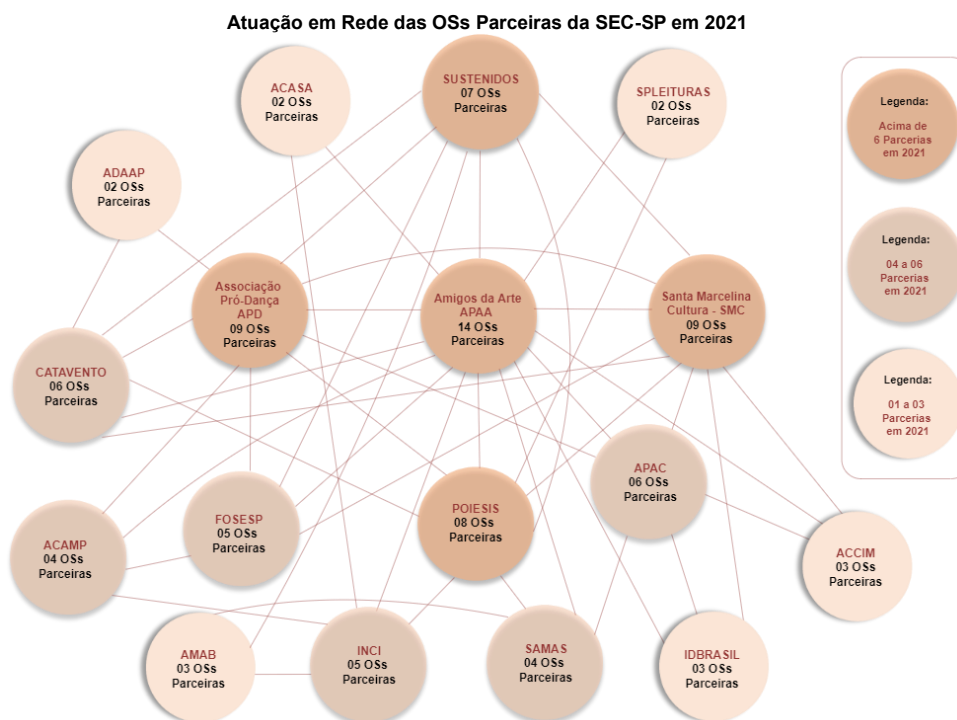 Atuação em Rede das OSs Parceiras da SEC-SP em 2021
ACASA
02 OSs
Parceiras
SUSTENIDOS
07 OSs
Parceiras
SPLEITURAS
02 OSs
Parceiras
Legenda:
Acima de
6 Parcerias
em 2021
ADAAP
02 OSs
Parceiras
Legenda:
04 a 06
Parcerias
em 2021
Associação
Pró-Dança
APD
09 OSs
Parceiras
Amigos da Arte
APAA
14 OSs
Parceiras
Santa Marcelina
Cultura - SMC
09 OSs
Parceiras
CATAVENTO
06 OSs
Parceiras
Legenda:
01 a 03
Parcerias
em 2021
ACAMP
04 OSs
Parceiras
FOSESP
05 OSs
Parceiras
POIESIS
08 OSs
Parceiras
APAC
06 OSs
Parceiras
ACCIM
03 OSs
Parceiras
AMAB
03 OSs
Parceiras
INCI
05 OSs
Parceiras
SAMAS
04 OSs
Parceiras
IDBRASIL
03 OSs
Parceiras